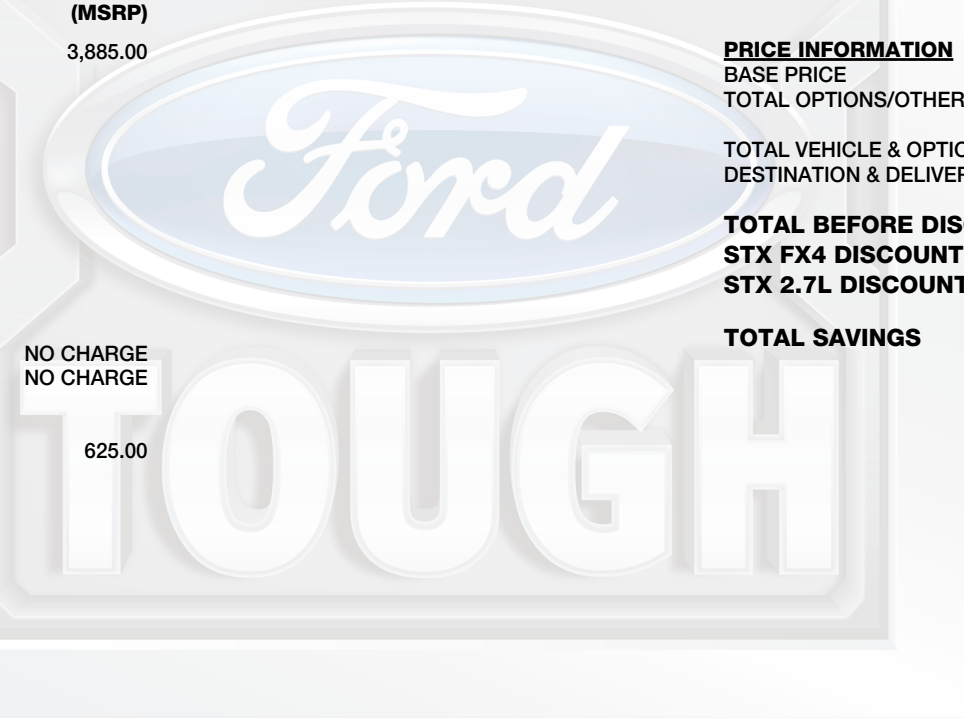 (MSRP)
3,885.00
NO CHARGE
NO CHARGE
625.00
PRICE INFORMATION
BASE PRICE
TOTAL OPTIONS/OTHER
TOTAL VEHICLE & OPTIO
DESTINATION & DELIVER
TOTAL BEFORE DIS
STX FX4 DISCOUNT
STX 2.7L DISCOUNT
TOTAL SAVINGS
Ford
TOUGH